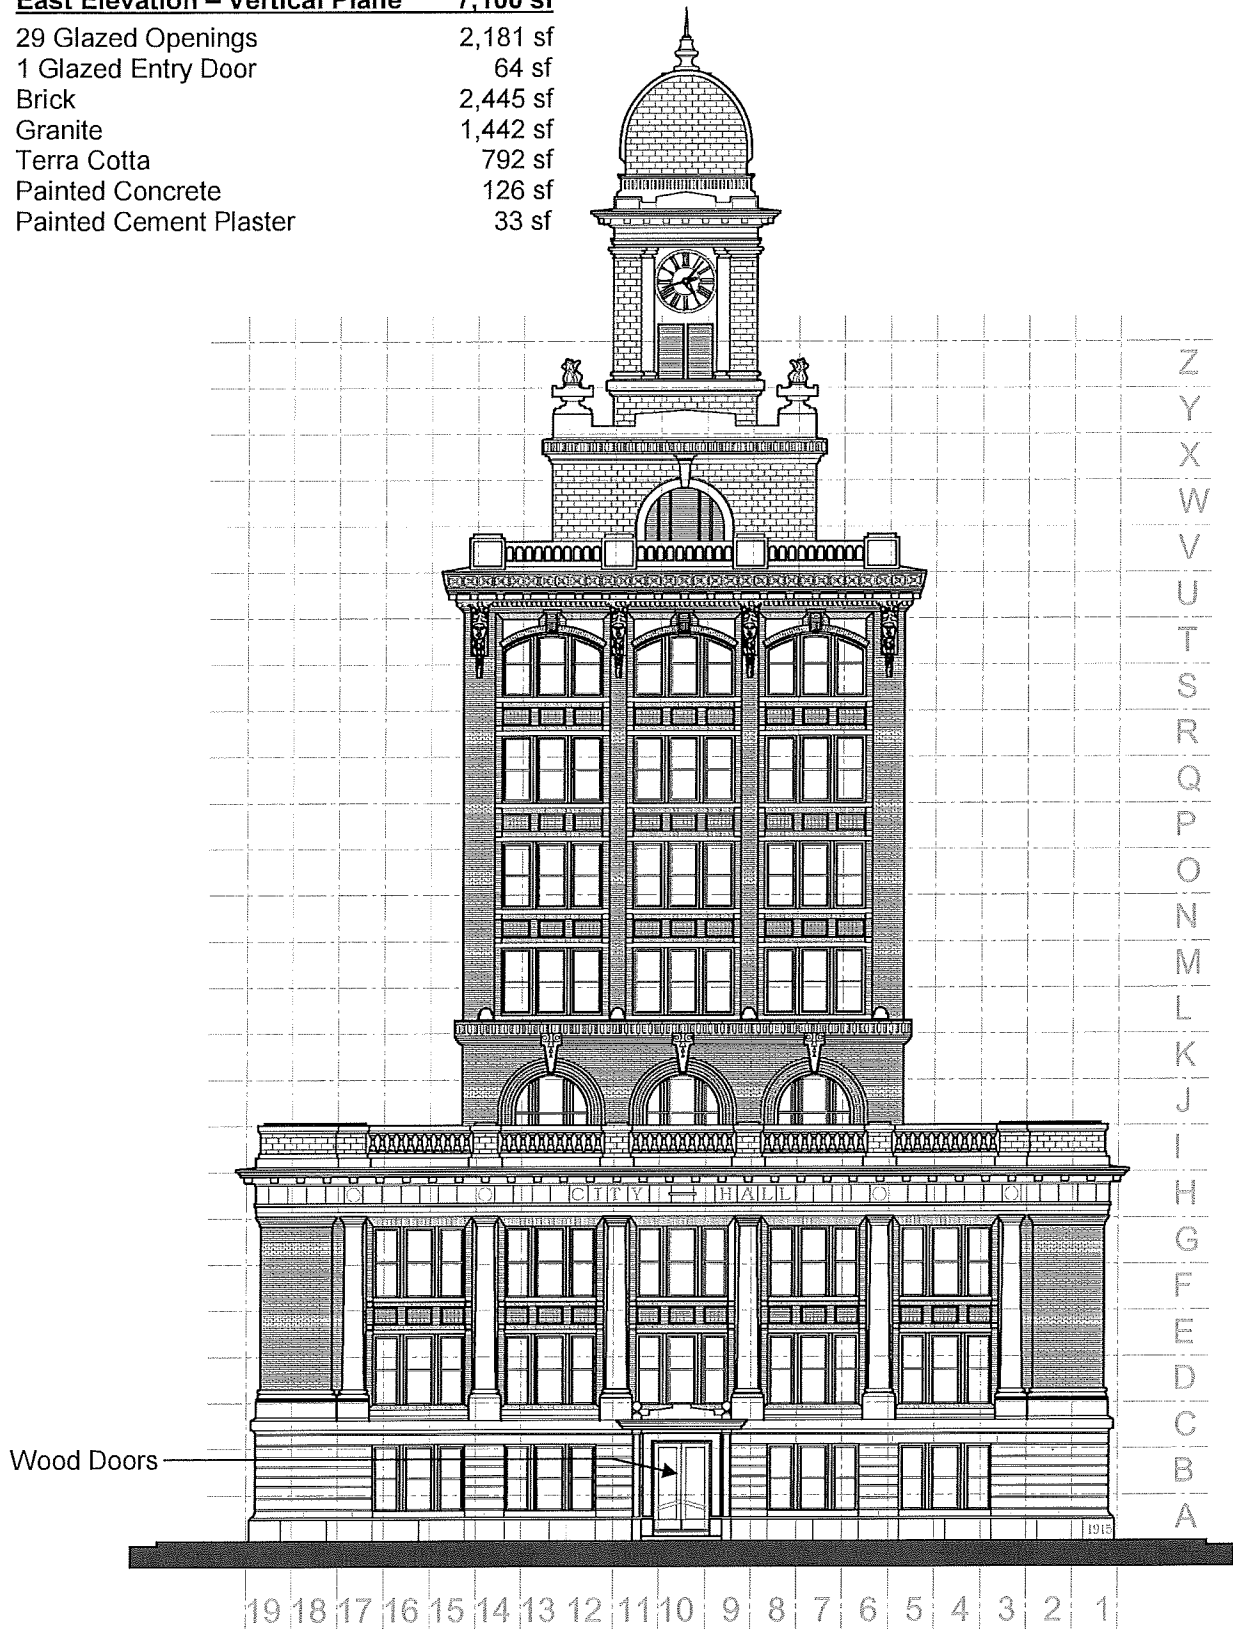 East Elevation – Vertical Plane 7,100 sf
29 Glazed Openings 2,181 sf
1 Glazed Entry Door 64 sf
Brick 2,445 sf
Granite 1,442 sf
Terra Cotta 792 sf
Painted Concrete 126 sf
Painted Cement Plaster 33 sf
Z
Y
X
W
V
U
T
S
R
Q
P
O
N
M
L
K
J
I
H
CITY HALL
G
F
E
D
C
Wood Doors
B
A
1915
19 18 17 16 15 14 13 12 11 10 9 8 7 6 5 4 3 2 1